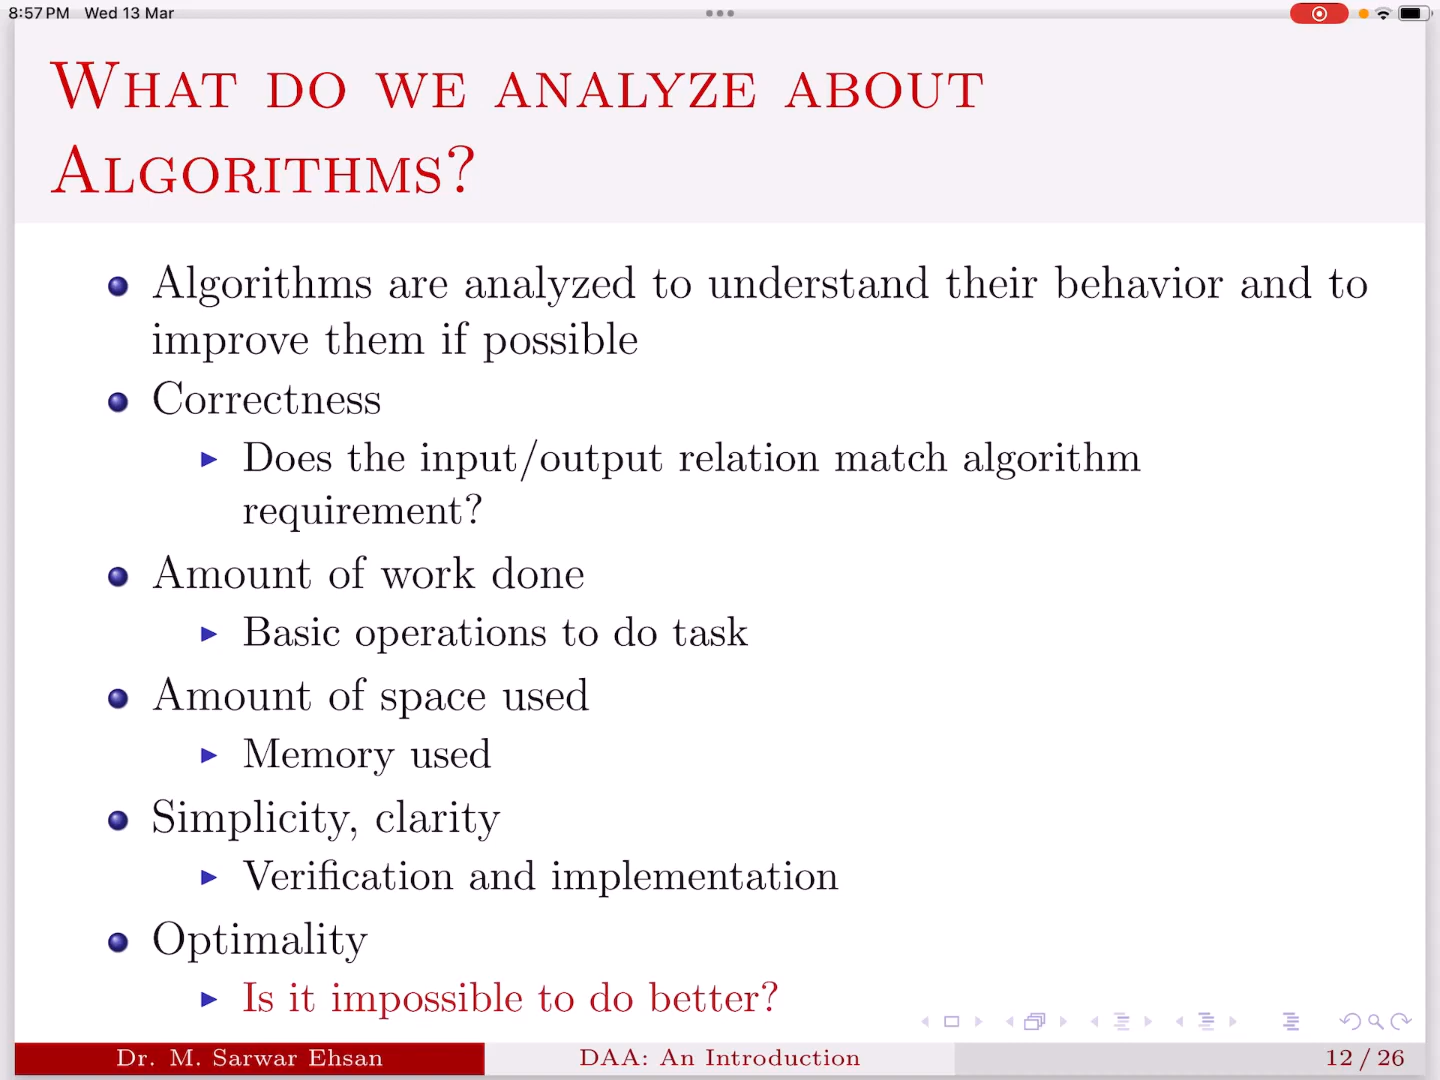 8:57 PM Wed 13 Mar
What do we analyze about
Algorithms?
Algorithms are analyzed to understand their behavior and to
improve them if possible
Correctness
Does the input/output relation match algorithm
requirement?
Amount of work done
Basic operations to do task
Amount of space used
Memory used
Simplicity, clarity
Verification and implementation
Optimality
Is it impossible to do better?
Dr. M. Sarwar Ehsan DAA: An Introduction 12 / 26